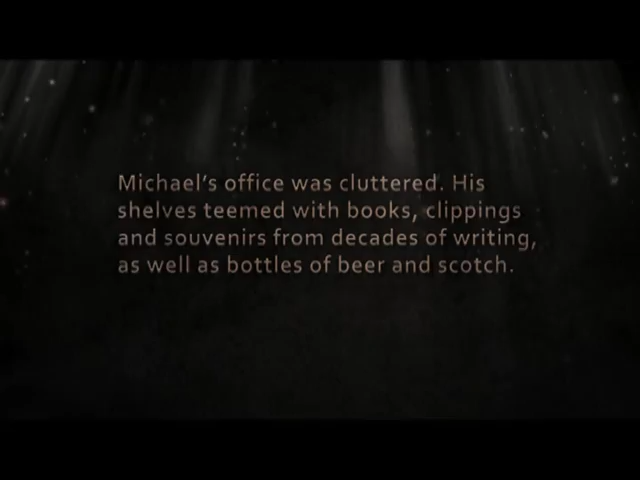 Michael's office was cluttered. His
shelves teemed with books, clippings
and souvenirs from decades of writing,
as well as bottles of beer and scotch.